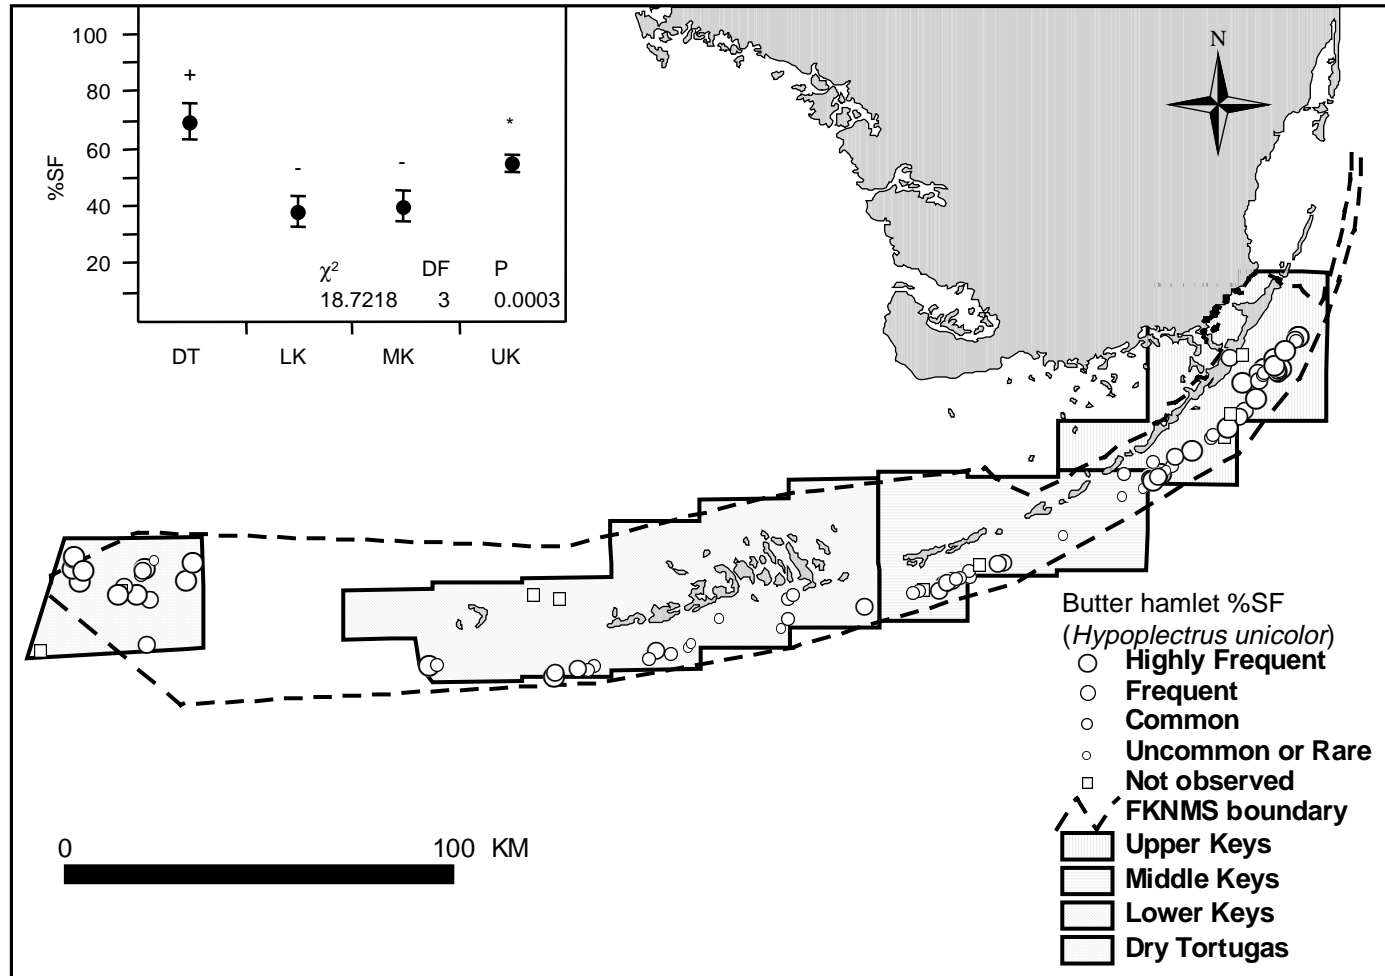 100
80
60
40
20
%SF
+
-
-
*
χ² DF P
18.7218 3 0.0003
DT LK MK UK
N
Butter hamlet %SF
(Hypoplectrus unicolor)
Highly Frequent
Frequent
Common
Uncommon or Rare
Not observed
FKNMS boundary
Upper Keys
Middle Keys
Lower Keys
Dry Tortugas
0 100 KM